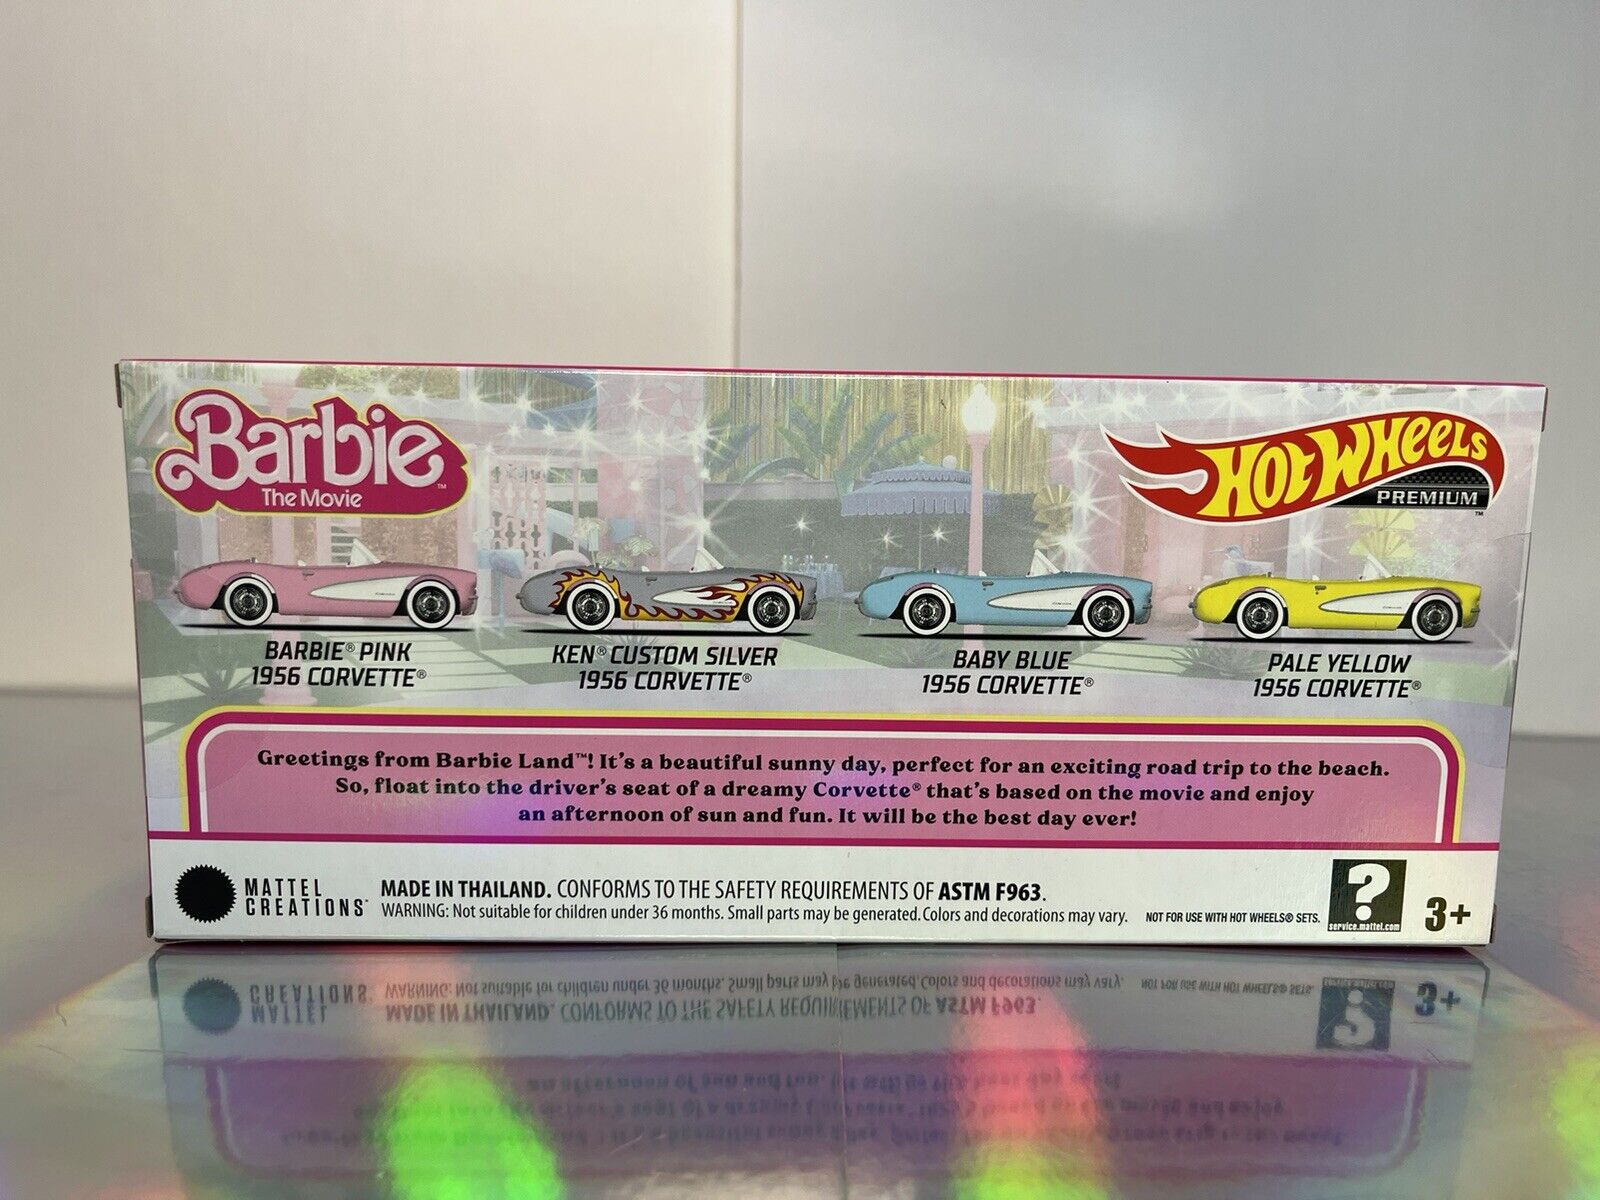 Barbie™
The Movie
HOT WHEELS
PREMIUM™
BARBIE® PINK
1956 CORVETTE®
KEN® CUSTOM SILVER
1956 CORVETTE®
BABY BLUE
1956 CORVETTE®
PALE YELLOW
1956 CORVETTE®
Greetings from Barbie Land™! It's a beautiful sunny day, perfect for an exciting road trip to the beach.
So, float into the driver's seat of a dreamy Corvette® that's based on the movie and enjoy
an afternoon of sun and fun. It will be the best day ever!
MATTEL
CREATIONS™
MADE IN THAILAND. CONFORMS TO THE SAFETY REQUIREMENTS OF ASTM F963.
WARNING: Not suitable for children under 36 months. Small parts may be generated. Colors and decorations may vary.
NOT FOR USE WITH HOT WHEELS® SETS.
?
service.mattel.com
3+